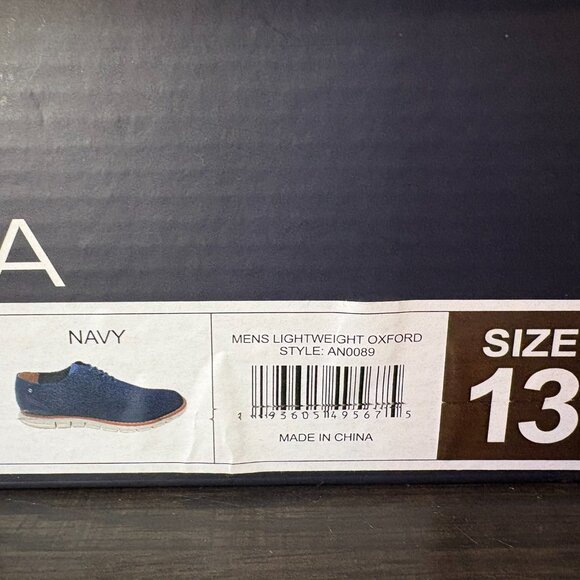 A
NAVY
MENS LIGHTWEIGHT OXFORD
STYLE: AN0089
MADE IN CHINA
SIZE
13